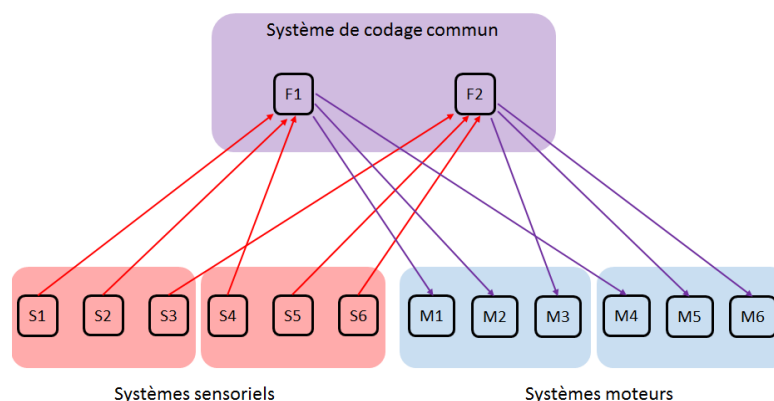 Système de codage commun
F1 F2
S1 S2 S3 S4 S5 S6 M1 M2 M3 M4 M5 M6
Systèmes sensoriels Systèmes moteurs